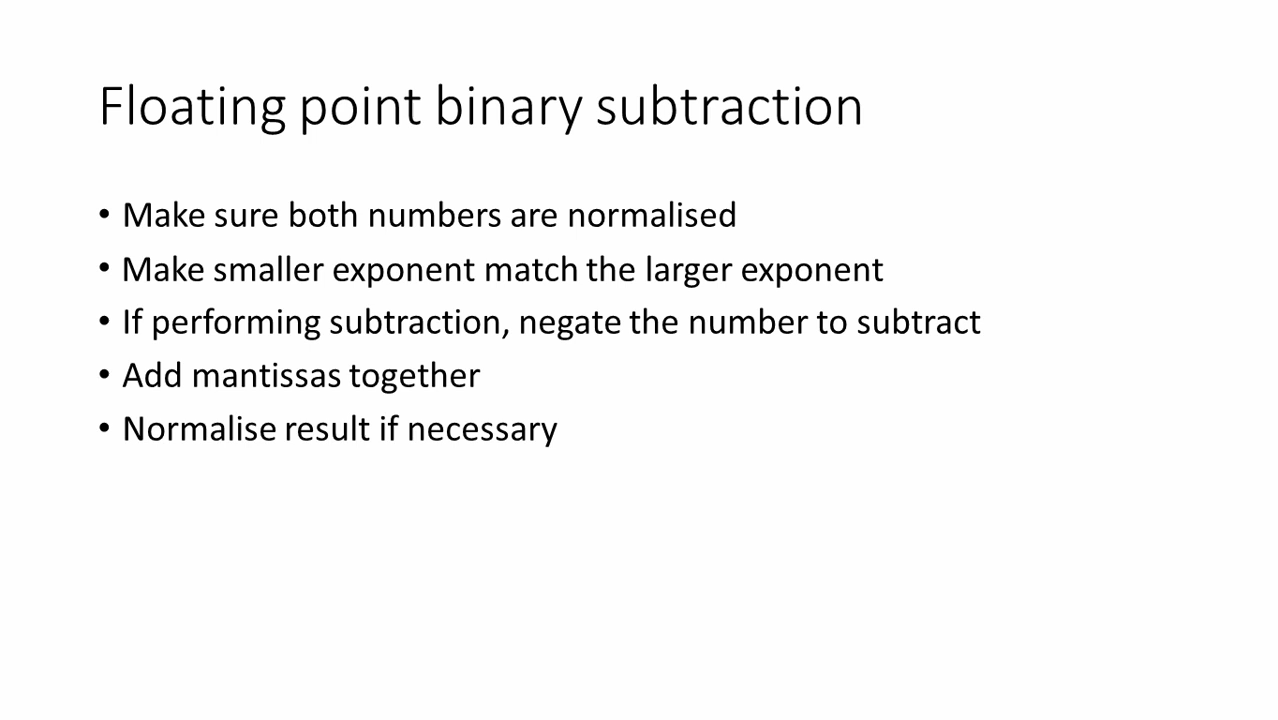 Floating point binary subtraction
• Make sure both numbers are normalised
• Make smaller exponent match the larger exponent
• If performing subtraction, negate the number to subtract
• Add mantissas together
• Normalise result if necessary